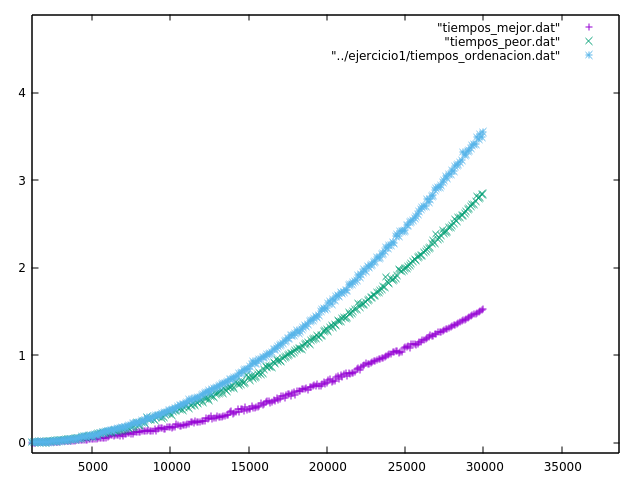 "tiempos_mejor.dat"
"tiempos_peor.dat"
"../ejercicio1/tiempos_ordenacion.dat"
4
3
2
1
0
5000 10000 15000 20000 25000 30000 35000